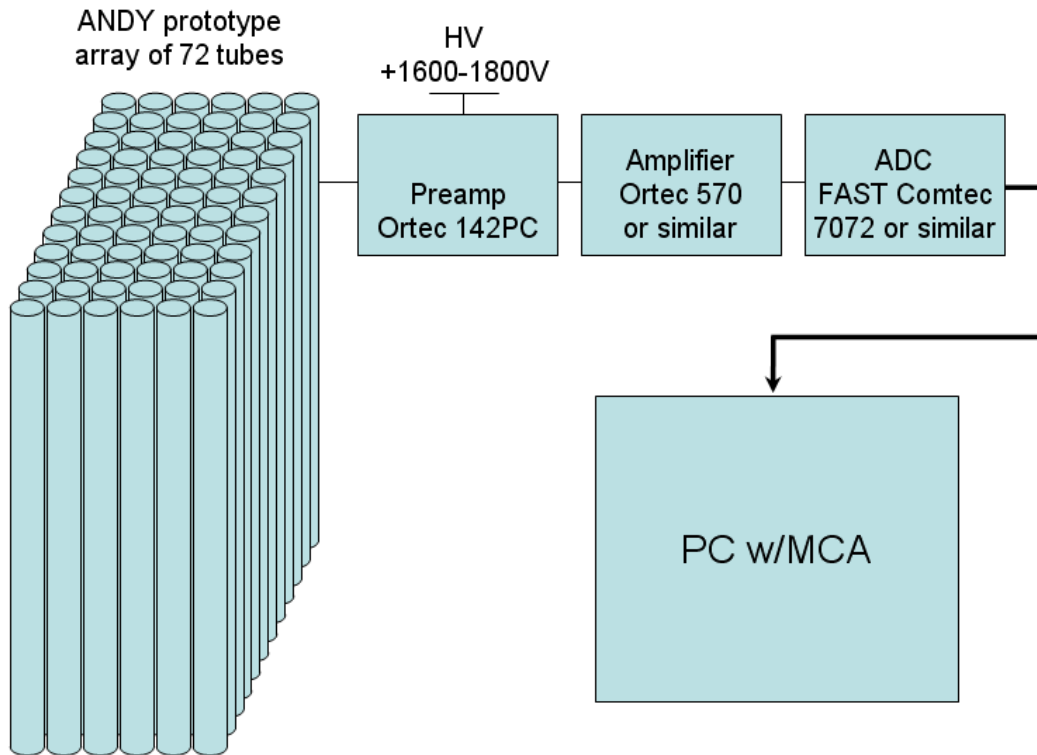 ANDY prototype
array of 72 tubes
HV
+1600-1800V
Preamp
Ortec 142PC
Amplifier
Ortec 570
or similar
ADC
FAST Comtec
7072 or similar
PC w/MCA